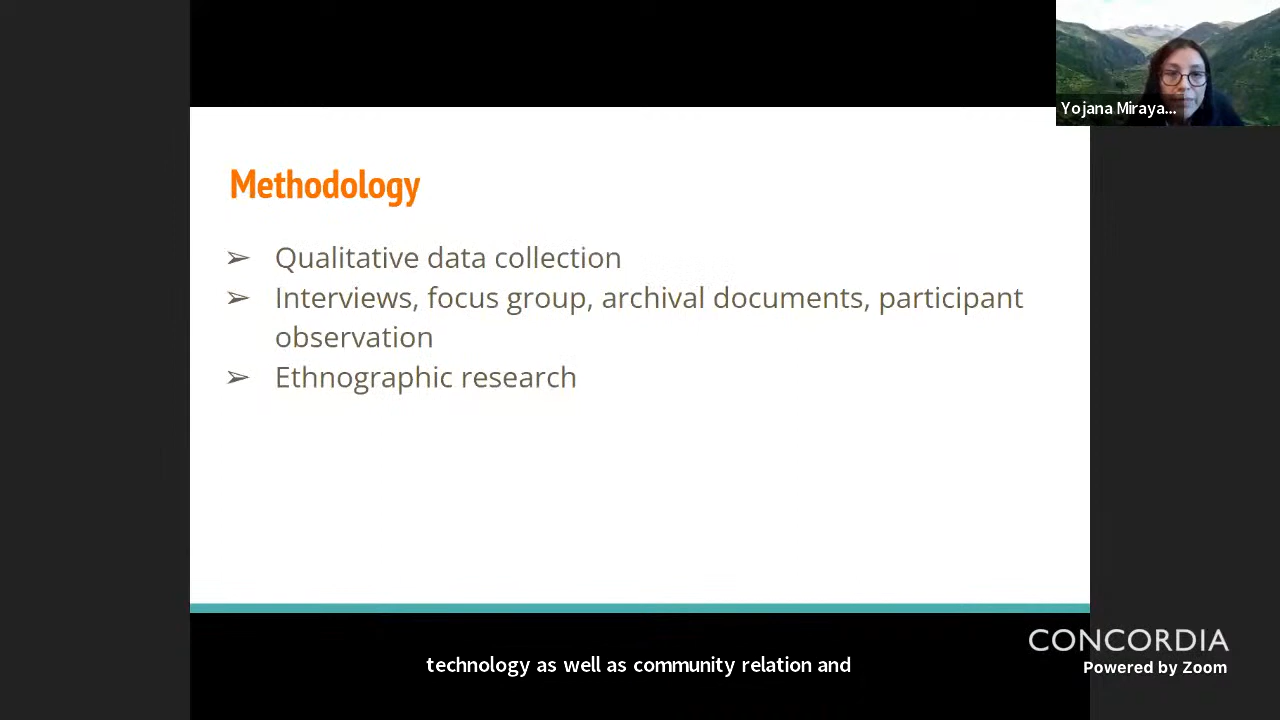 Yojana Miraya...
Methodology
➢ Qualitative data collection
➢ Interviews, focus group, archival documents, participant
observation
➢ Ethnographic research
CONCORDIA
Powered by Zoom
technology as well as community relation and